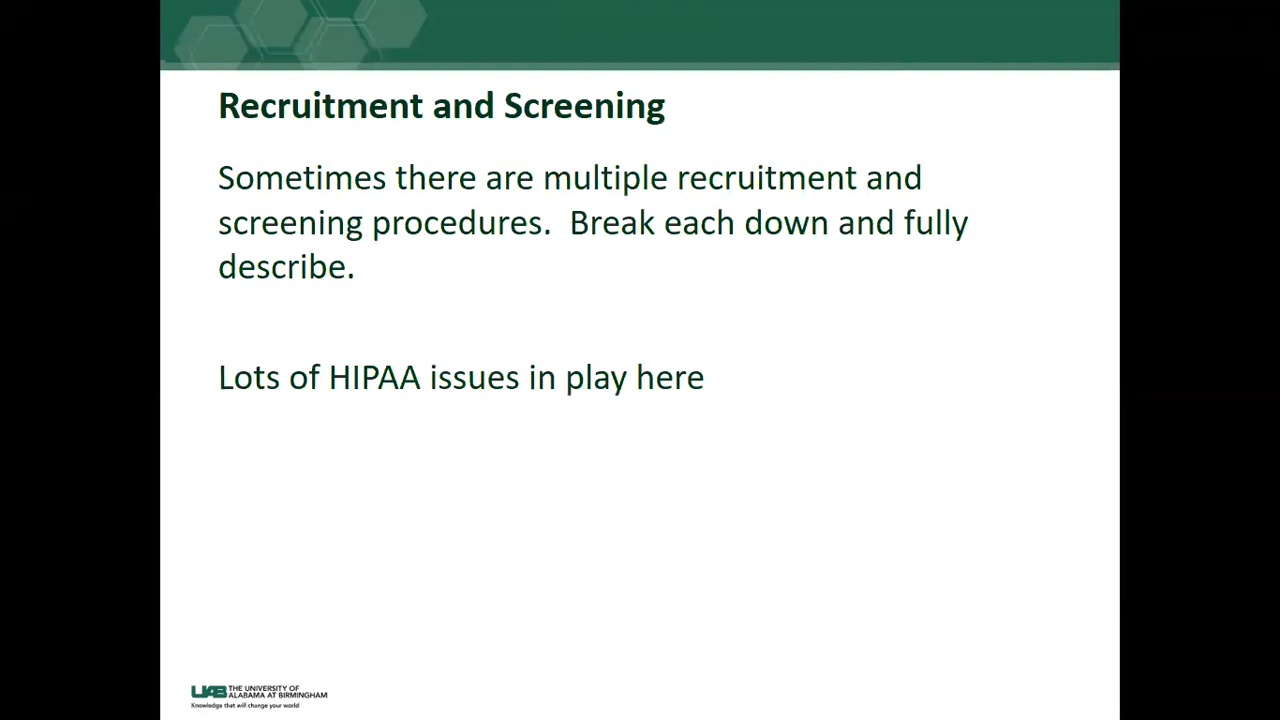 Recruitment and Screening
Sometimes there are multiple recruitment and
screening procedures.  Break each down and fully
describe.
Lots of HIPAA issues in play here
UAB THE UNIVERSITY OF
ALABAMA AT BIRMINGHAM
Knowledge that will change your world